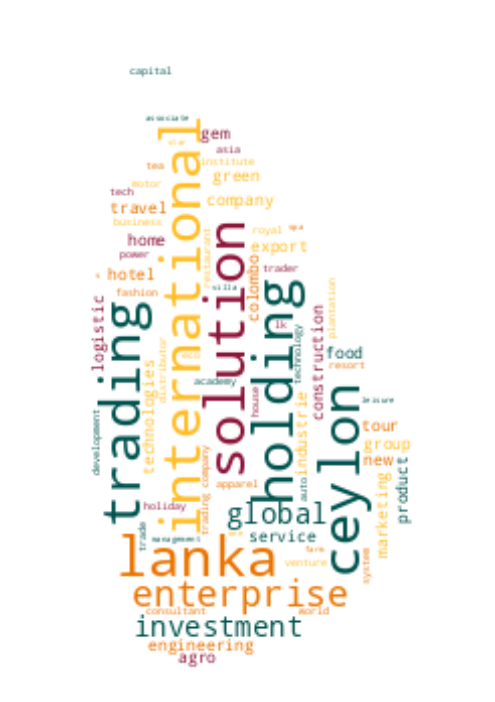 capital
associate
star
gem
asia
institute
tea
green
motor
tech
company
travel
business
international
solution
royal
spa
home
export
power
restaurant
trader
hotel
colombo
villa
fashion
holding
plantation
logistic
trading
lk
construction
technology
food
eco
distributor
resort
technologies
academy
house
industrie
leisure
ceylon
development
tour
group
new
trading company
apparel
auto
product
marketing
holiday
global
trade
management
service
lanka
farm
venture
system
enterprise
consultant
world
investment
engineering
agro